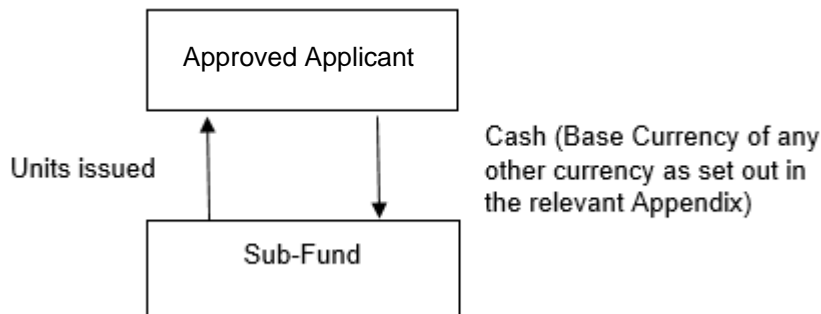 Approved Applicant
Units issued
Cash (Base Currency of any
other currency as set out in
the relevant Appendix)
Sub-Fund